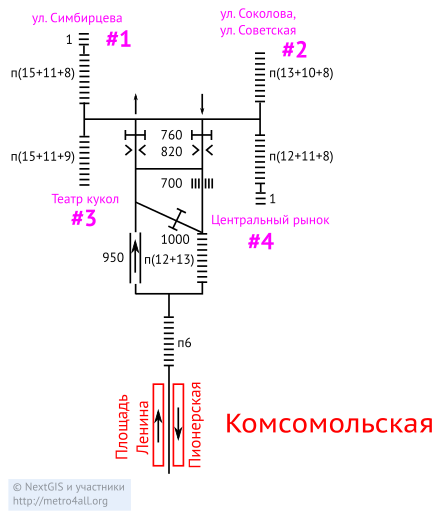 ул. Симбирцева
#1
1
п(15+11+8)
ул. Соколова,
ул. Советская
#2
п(13+10+8)
760
820
700
п(15+11+9)
Театр кукол
#3
п(12+11+8)
1
Центральный рынок
#4
1000
950
п(12+13)
п6
Площадь
Ленина
Пионерская
Комсомольская
© NextGIS и участники
http://metro4all.org